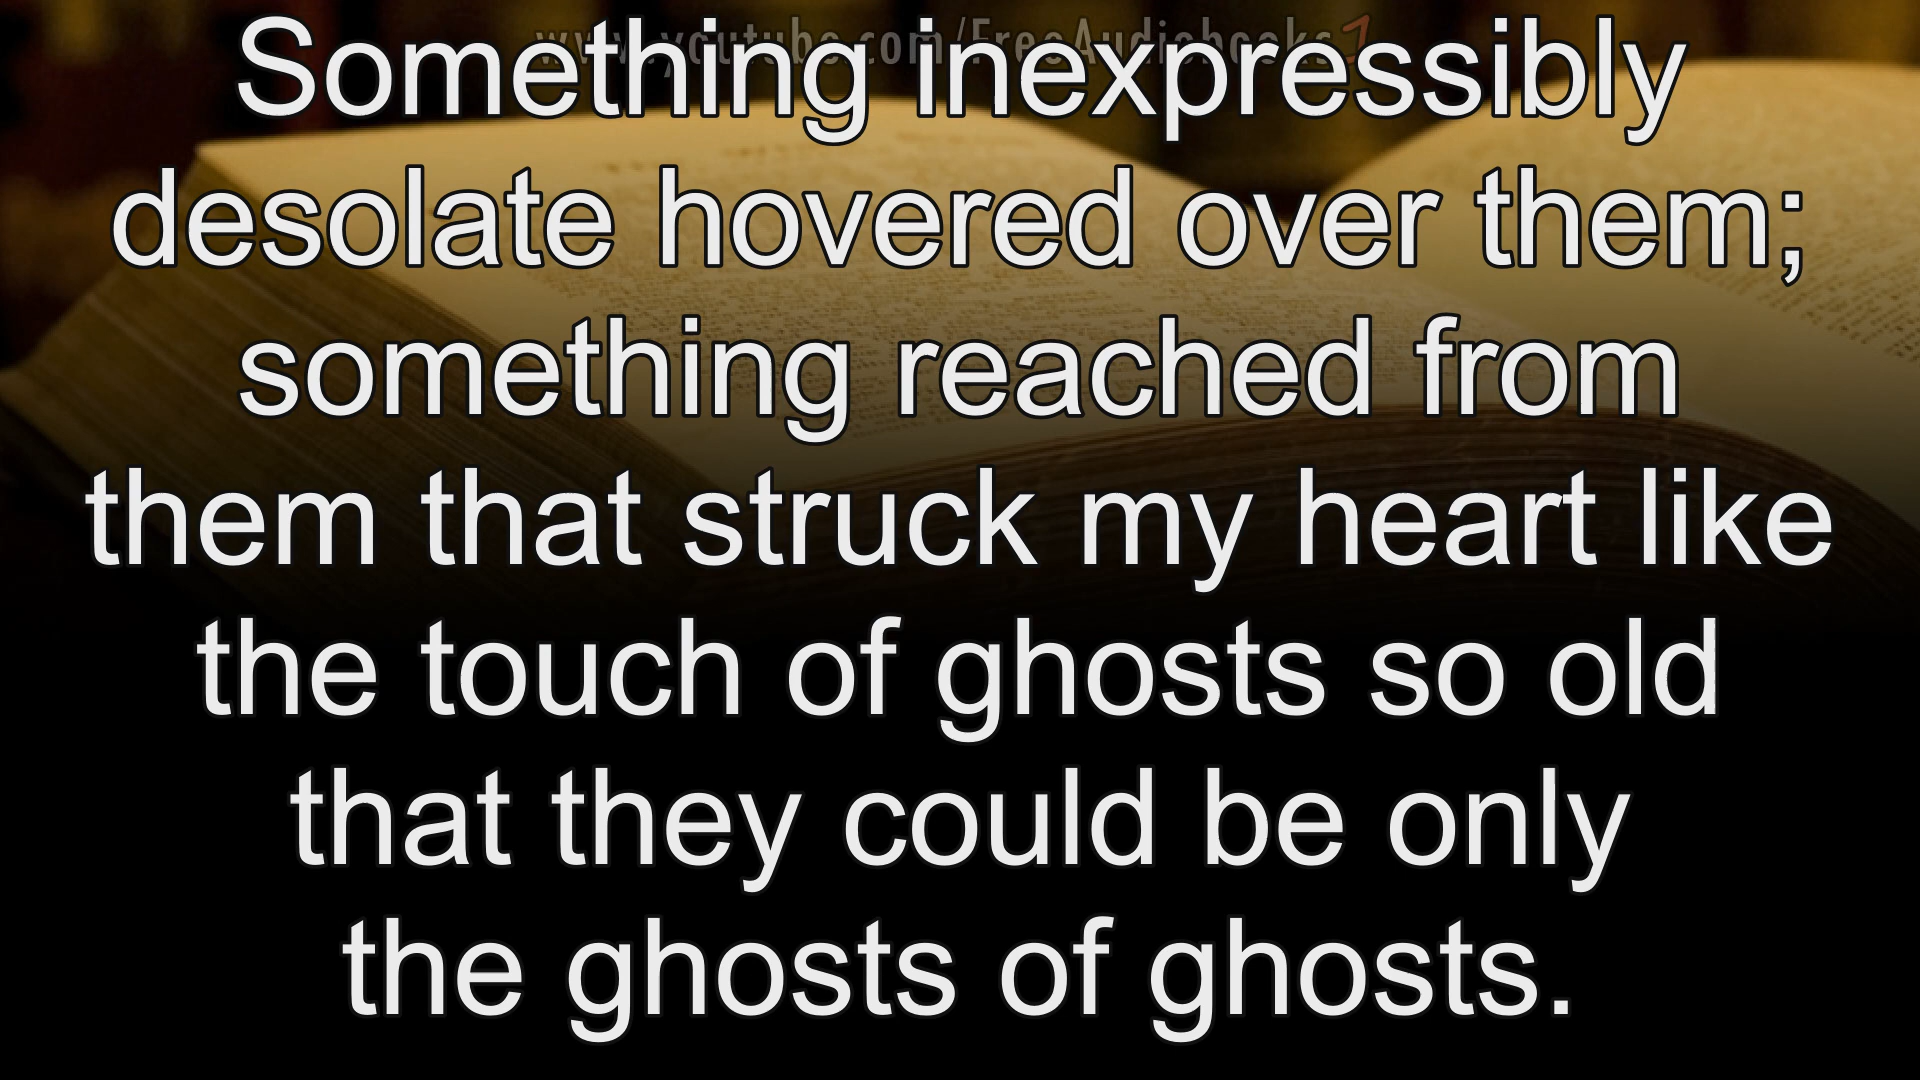 www.youtube.com/FreeAudiobooks1
Something inexpressibly
desolate hovered over them;
something reached from
them that struck my heart like
the touch of ghosts so old
that they could be only
the ghosts of ghosts.